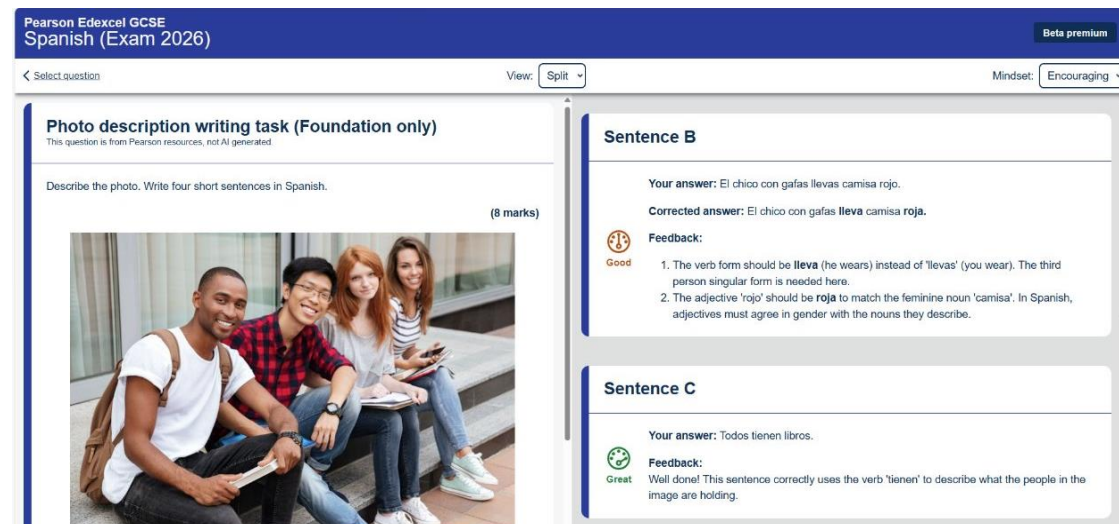 Pearson Edexcel GCSE
Spanish (Exam 2026)
Beta premium
Select question
View: Split
Mindset: Encouraging
Photo description writing task (Foundation only)
This question is from Pearson resources, not AI generated.
Describe the photo. Write four short sentences in Spanish.
(8 marks)
Sentence B
Your answer: El chico con gafas llevas camisa rojo.
Corrected answer: El chico con gafas lleva camisa roja.
Good
Feedback:
1. The verb form should be lleva (he wears) instead of 'llevas' (you wear). The third
person singular form is needed here.
2. The adjective 'rojo' should be roja to match the feminine noun 'camisa'. In Spanish,
adjectives must agree in gender with the nouns they describe.
Sentence C
Your answer: Todos tienen libros.
Great
Feedback:
Well done! This sentence correctly uses the verb 'tienen' to describe what the people in the
image are holding.